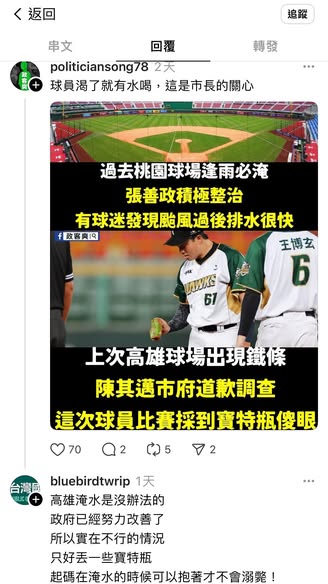 返回
追蹤
串文
回覆
轉發
politiciansong78 2天
球員渴了就有水喝，這是市長的關心
過去桃園球場逢雨必淹
張善政積極整治
有球迷發現颱風過後排水很快
政客爽
王博玄
6
HAWKS
61
上次高雄球場出現鐵條
陳其邁市府道歉調查
這次球員比賽採到寶特瓶傻眼
70
2
5
2
bluebirdtwrip 1天
台灣國
高雄淹水是沒辦法的
政府已經努力改善了
所以實在不行的情況
只好丟一些寶特瓶
起碼在淹水的時候可以抱著才不會溺斃！